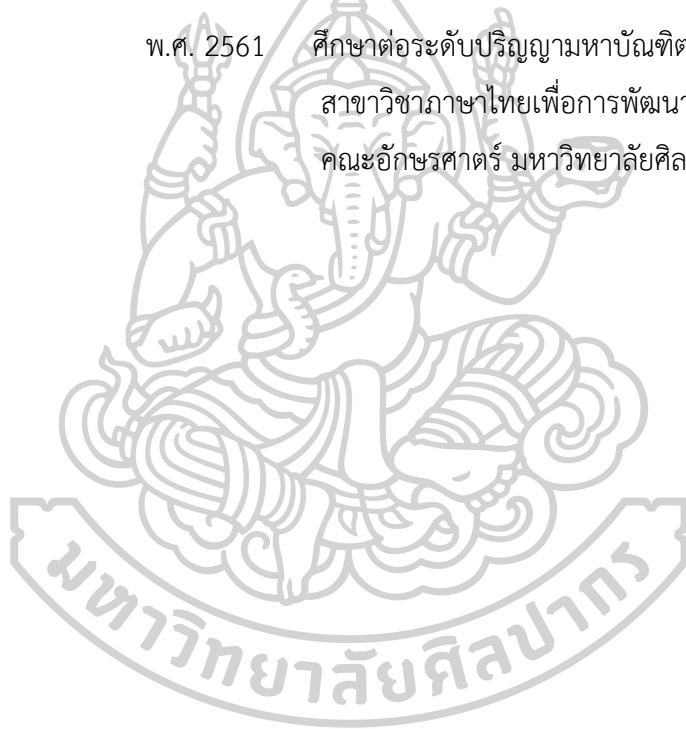 พ.ศ. 2561 ศึกษาต่อระดับปริญญามหาบัณฑิต
สาขาวิชาภาษาไทยเพื่อการพัฒนา
คณะอักษรศาตร์ มหาวิทยาลัยศิล
มหาวิทยาลัยศิลปากร